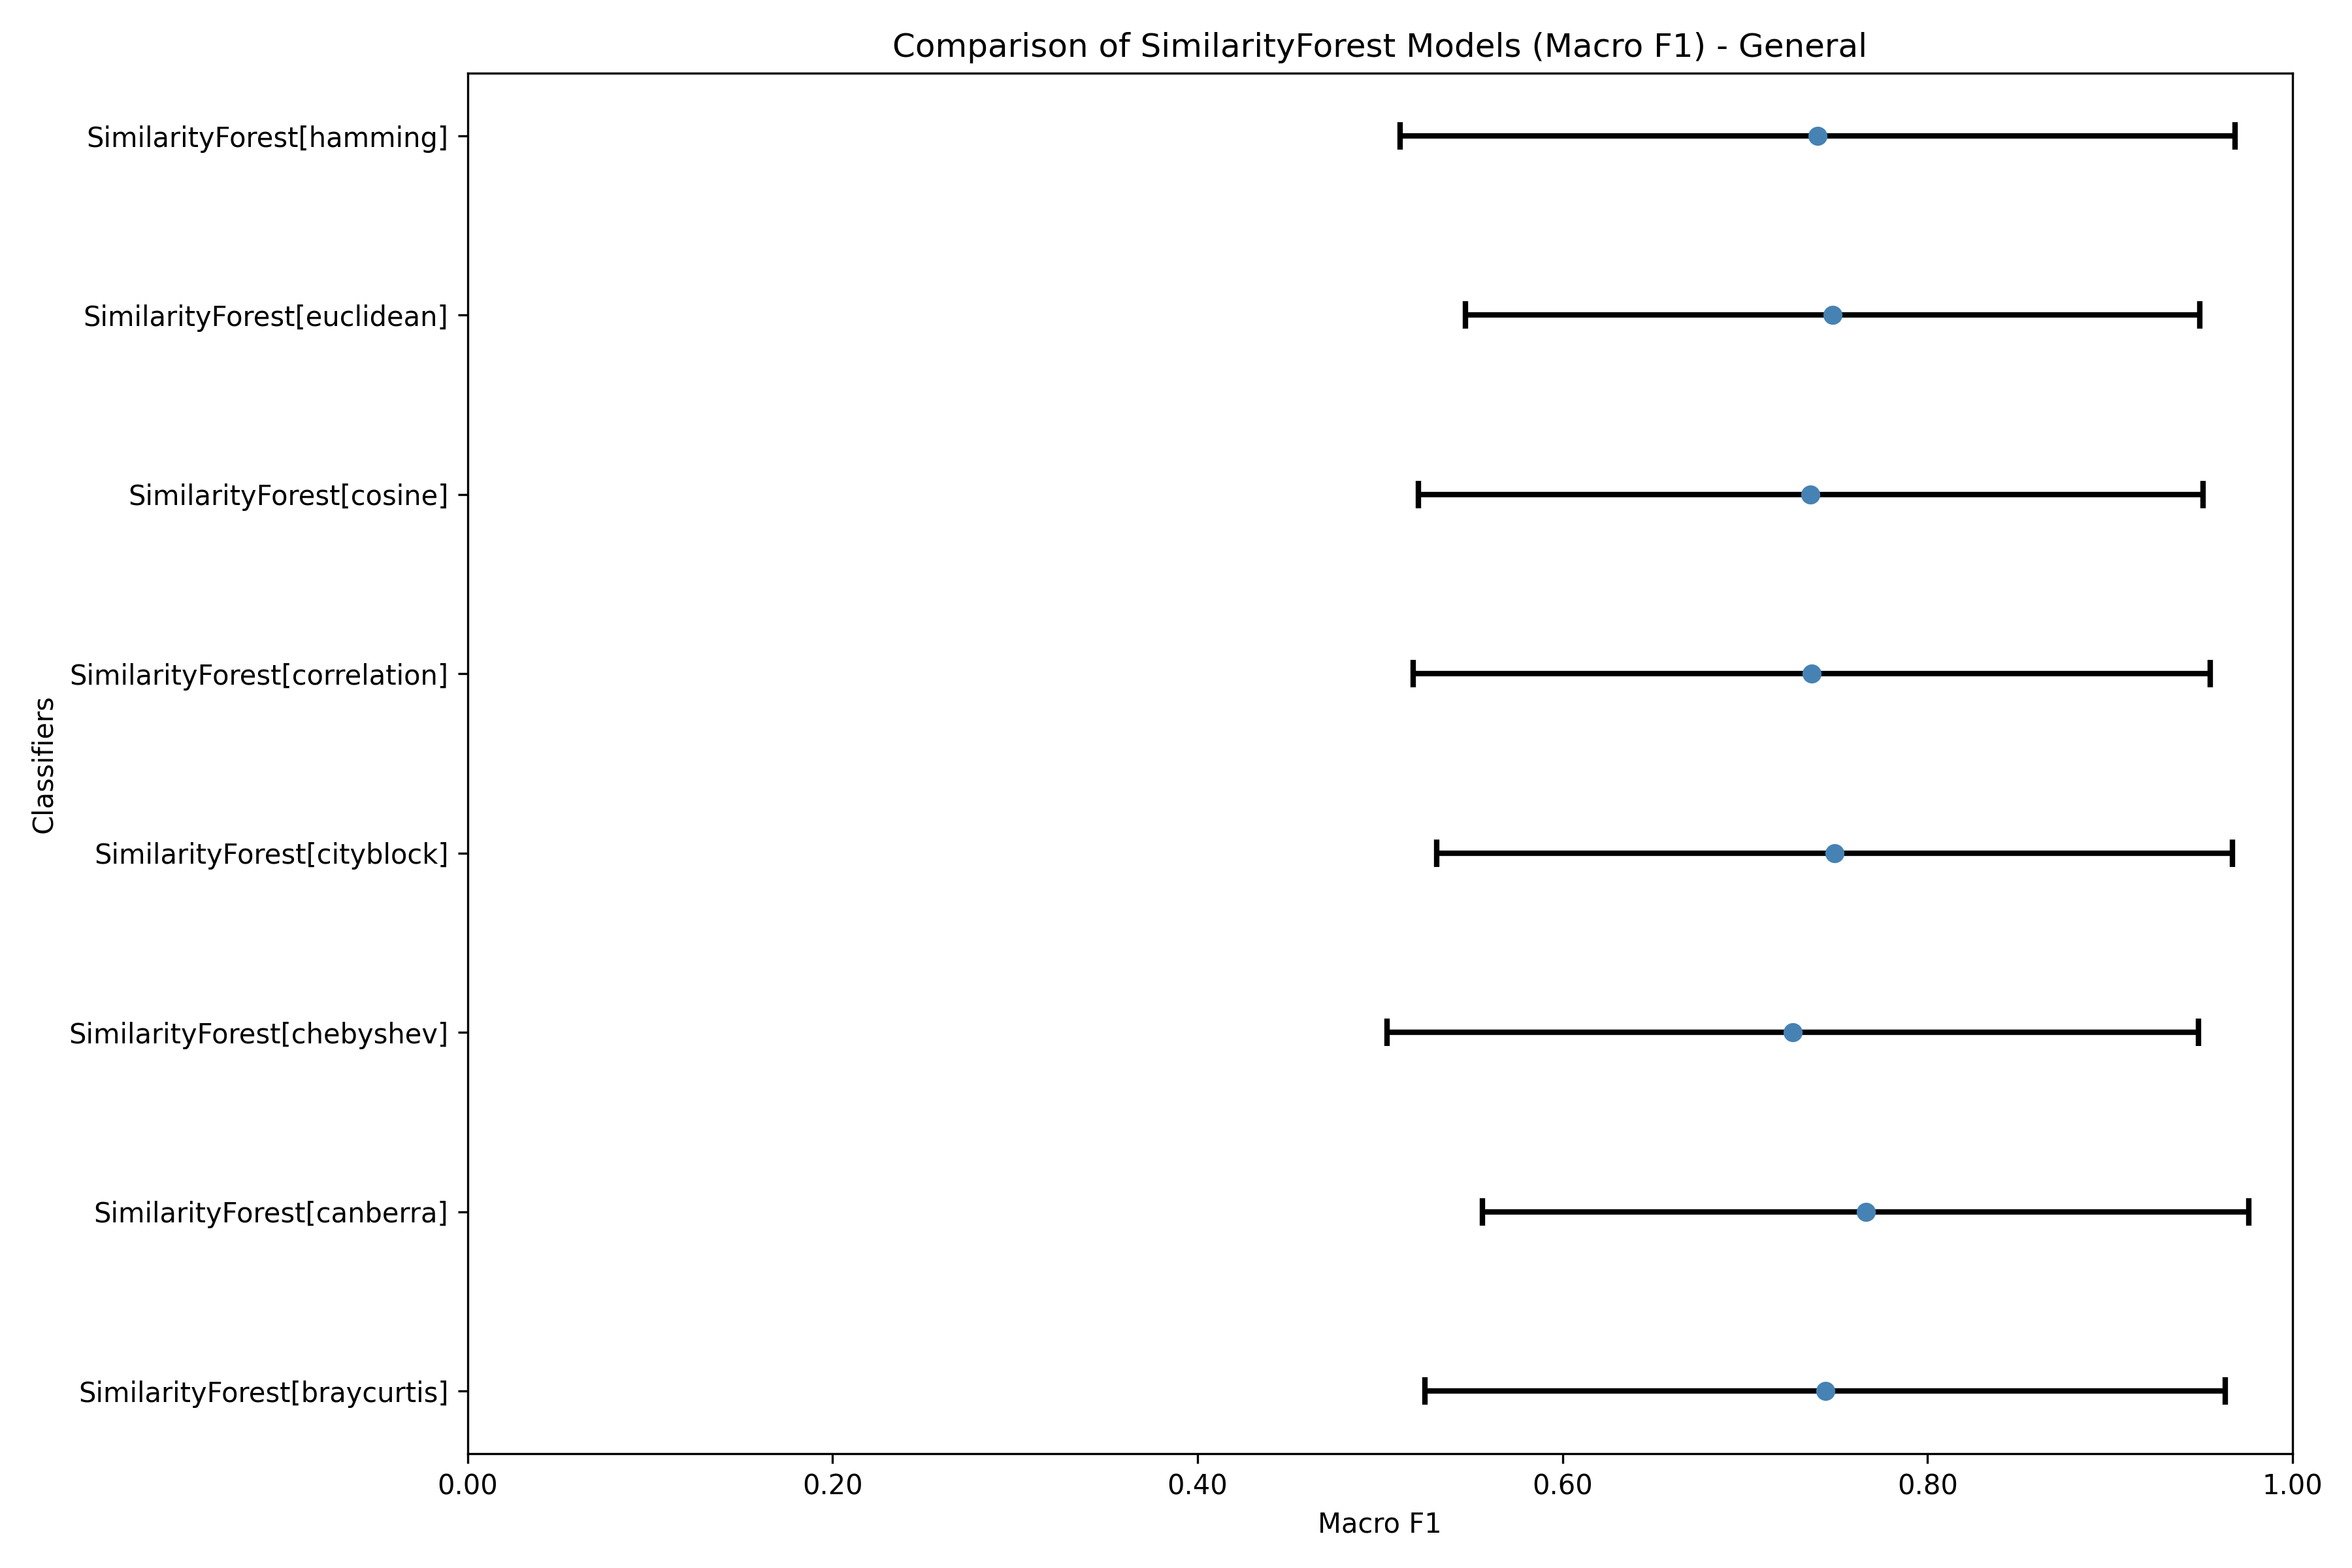 Comparison of SimilarityForest Models (Macro F1) - General
Classifiers
SimilarityForest[hamming]
SimilarityForest[euclidean]
SimilarityForest[cosine]
SimilarityForest[correlation]
SimilarityForest[cityblock]
SimilarityForest[chebyshev]
SimilarityForest[canberra]
SimilarityForest[braycurtis]
0.00 0.20 0.40 0.60 0.80 1.00
Macro F1